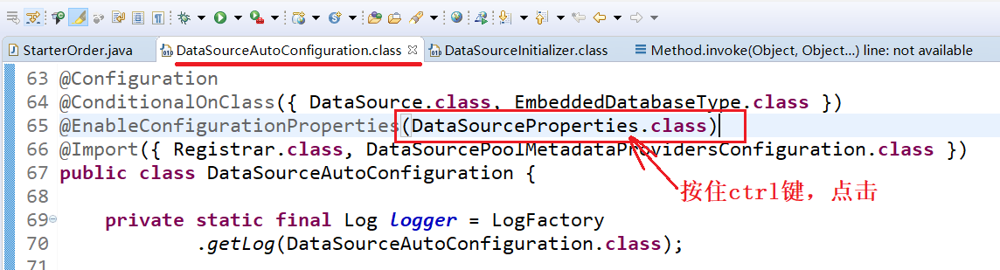 StarterOrder.java DataSourceAutoConfiguration.class DataSourceInitializer.class Method.invoke(Object, Object...) line: not available
63 @Configuration
64 @ConditionalOnClass({ DataSource.class, EmbeddedDatabaseType.class })
65 @EnableConfigurationProperties(DataSourceProperties.class)
66 @Import({ Registrar.class, DataSourcePoolMetadataProvidersConfiguration.class })
67 public class DataSourceAutoConfiguration {
按住ctrl键，点击
68
69 private static final Log logger = LogFactory
70 .getLog(DataSourceAutoConfiguration.class);
71